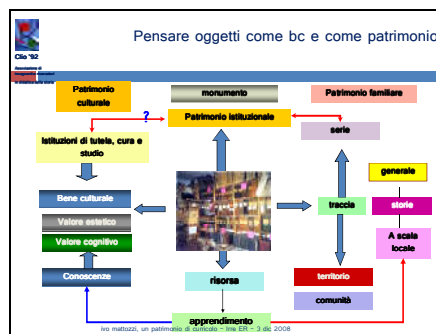 Pensare oggetti come bc e come patrimonio
Clio '92
Patrimonio
culturale
monumento
Patrimonio familiare
?
Patrimonio istituzionale
Istituzioni di tutela, cura e
studio
serie
generale
Bene culturale
traccia
storie
Valore estetico
Valore cognitivo
A scala
locale
Conoscenze
risorsa
territorio
comunità
apprendimento
ivo mattozzi, un patrimonio di curricolo - Irre ER - 3 dic 2008